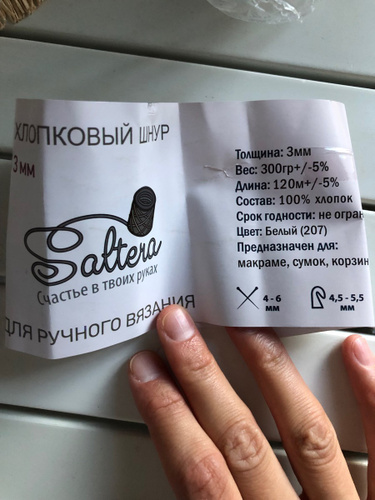 ХЛОПКОВЫЙ ШНУР
3 мм
Saltera
Счастье в твоих руках
ДЛЯ РУЧНОГО ВЯЗАНИЯ
Толщина: 3мм
Вес: 300гр+/-5%
Длина: 120м+/-5%
Состав: 100% хлопок
Срок годности: не огран
Цвет: Белый (207)
Предназначен для:
макраме, сумок, корзин
4 - 6
мм
4,5 - 5,5
мм